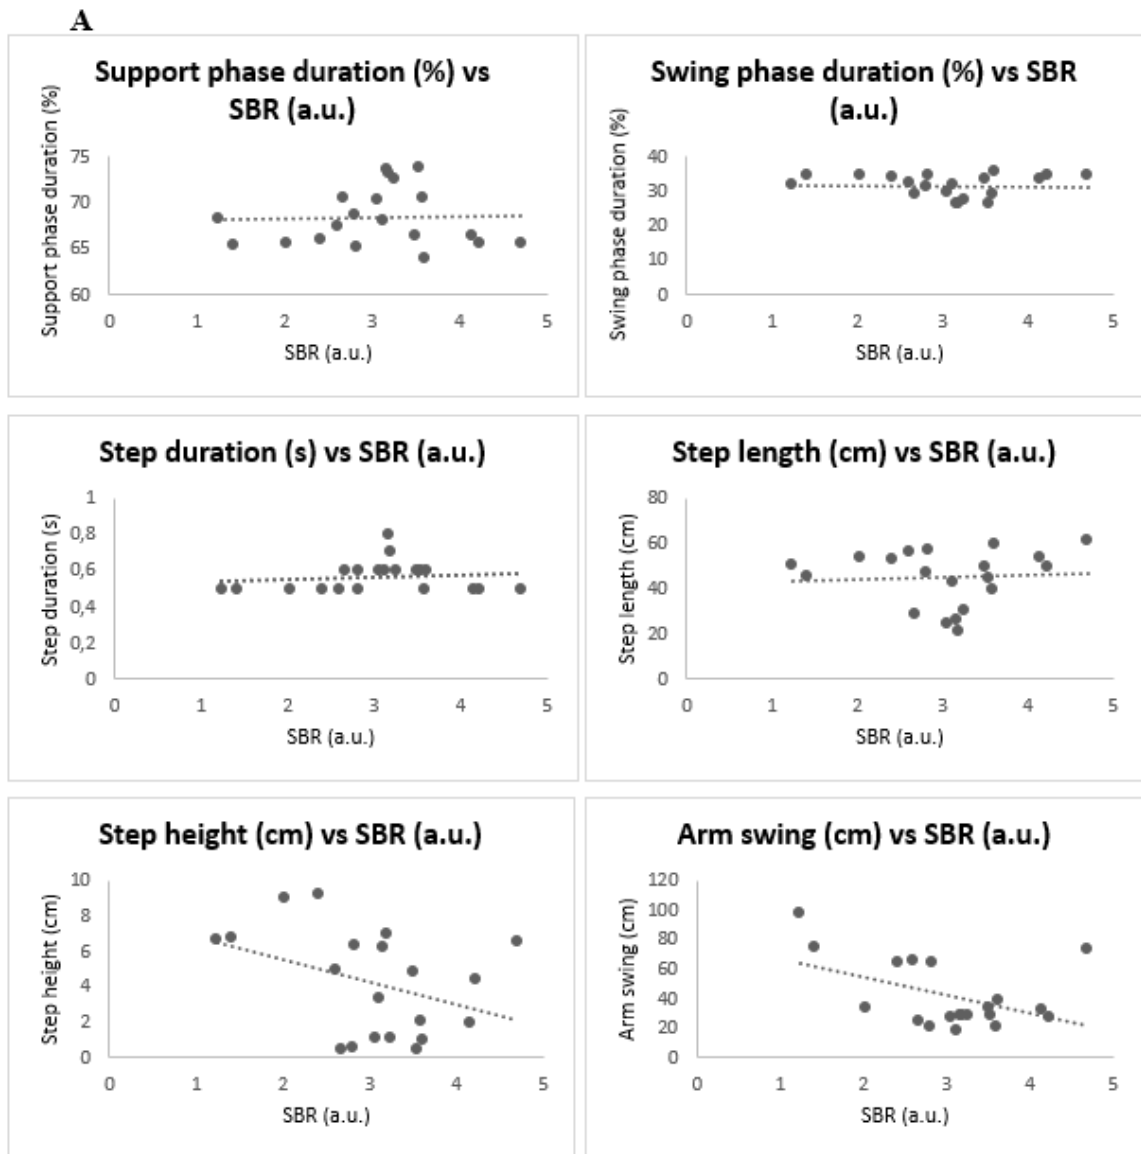 A
Support phase duration (%) vs
SBR (a.u.)
Support phase duration (%)
75
70
65
60
0 1 2 3 4 5
SBR (a.u.)
Swing phase duration (%) vs SBR
(a.u.)
Swing phase duration (%)
40
30
20
10
0
0 1 2 3 4 5
SBR (a.u.)
Step duration (s) vs SBR (a.u.)
Step duration (s)
1
0,8
0,6
0,4
0,2
0
0 1 2 3 4 5
SBR (a.u.)
Step length (cm) vs SBR (a.u.)
Step length (cm)
80
60
40
20
0
0 1 2 3 4 5
SBR (a.u.)
Step height (cm) vs SBR (a.u.)
Step height (cm)
10
8
6
4
2
0
0 1 2 3 4 5
SBR (a.u.)
Arm swing (cm) vs SBR (a.u.)
Arm swing (cm)
120
100
80
60
40
20
0
0 1 2 3 4 5
SBR (a.u.)